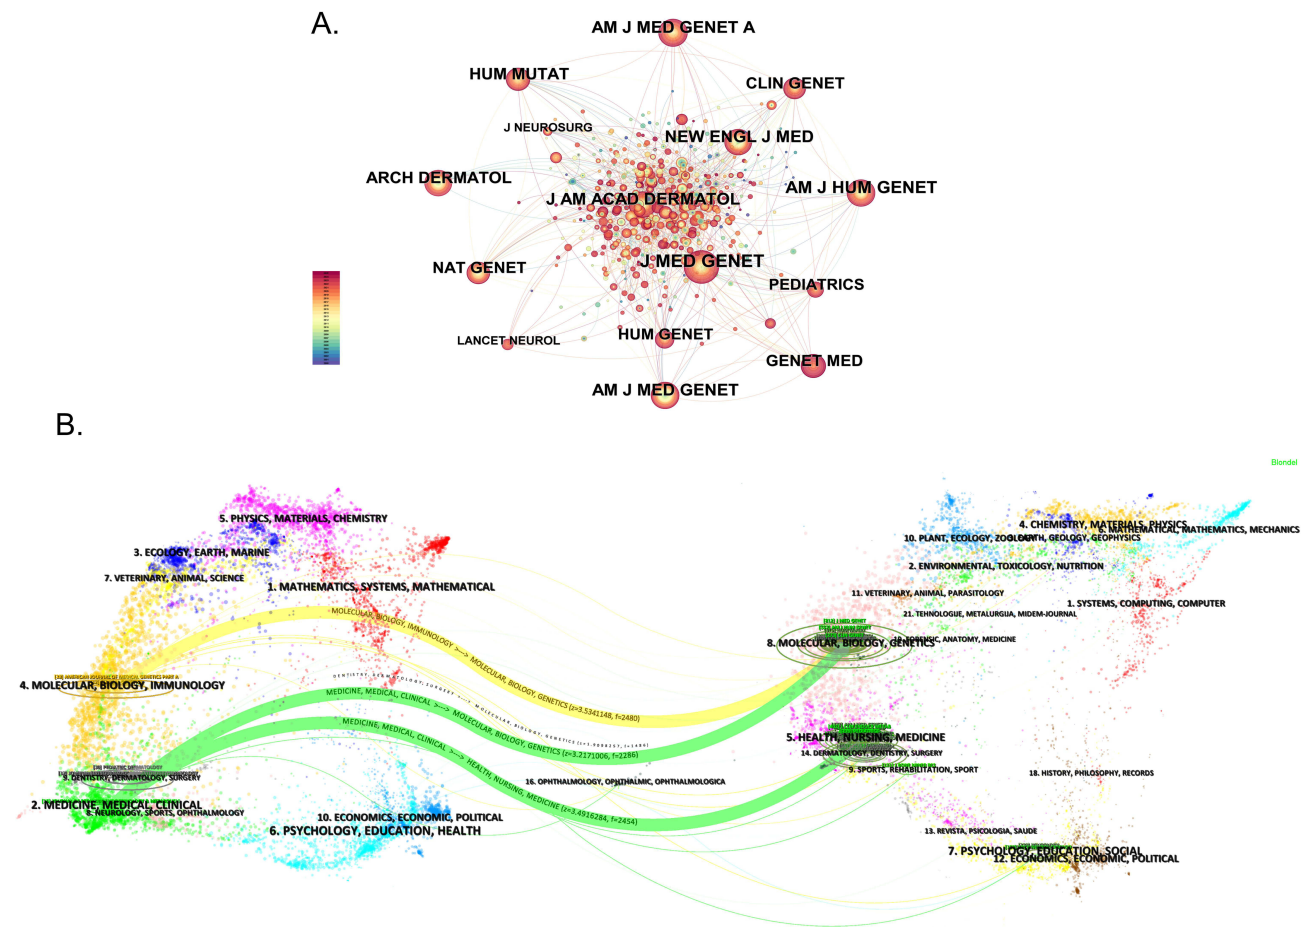 A.
AM J MED GENET A
HUM MUTAT
CLIN GENET
J NEUROSURG
NEW ENGL J MED
ARCH DERMATOL
AM J HUM GENET
J AM ACAD DERMATOL
NAT GENET
J MED GENET
PEDIATRICS
HUM GENET
LANCET NEUROL
GENET MED
AM J MED GENET
B.
Blondel
5. PHYSICS, MATERIALS, CHEMISTRY
3. ECOLOGY, EARTH, MARINE
7. VETERINARY, ANIMAL, SCIENCE
1. MATHEMATICS, SYSTEMS, MATHEMATICAL
4. MOLECULAR, BIOLOGY, IMMUNOLOGY
9. DENTISTRY, DERMATOLOGY, SURGERY
2. MEDICINE, MEDICAL, CLINICAL
8. NEUROLOGY, SPORTS, OPHTHALMOLOGY
10. ECONOMICS, ECONOMIC, POLITICAL
6. PSYCHOLOGY, EDUCATION, HEALTH
MOLECULAR, BIOLOGY, IMMUNOLOGY >---> MOLECULAR, BIOLOGY, GENETICS (z=3.5341148, f=2480)
DENTISTRY, DERMATOLOGY, SURGERY >---> MOLECULAR, BIOLOGY, GENETICS
MEDICINE, MEDICAL, CLINICAL >---> MOLECULAR, BIOLOGY, GENETICS (z=3.2171006, f=2286)
MEDICINE, MEDICAL, CLINICAL >---> HEALTH, NURSING, MEDICINE (z=3.4916284, f=2454)
16. OPHTHALMOLOGY, OPHTHALMIC, OPHTHALMOLOGICA
4. CHEMISTRY, MATERIALS, PHYSICS
6. MATHEMATICAL, MATHEMATICS, MECHANICS
10. PLANT, ECOLOGY, ZOOLOGY
EARTH, GEOLOGY, GEOPHYSICS
2. ENVIRONMENTAL, TOXICOLOGY, NUTRITION
11. VETERINARY, ANIMAL, PARASITOLOGY
1. SYSTEMS, COMPUTING, COMPUTER
21. TEHNOLOGUE, METALURGIJA, MIDEM-JOURNAL
FORENSIC, ANATOMY, MEDICINE
8. MOLECULAR, BIOLOGY, GENETICS
5. HEALTH, NURSING, MEDICINE
14. DERMATOLOGY, DENTISTRY, SURGERY
9. SPORTS, REHABILITATION, SPORT
18. HISTORY, PHILOSOPHY, RECORDS
13. REVISTA, PSICOLOGIA, SAUDE
7. PSYCHOLOGY, EDUCATION, SOCIAL
12. ECONOMICS, ECONOMIC, POLITICAL